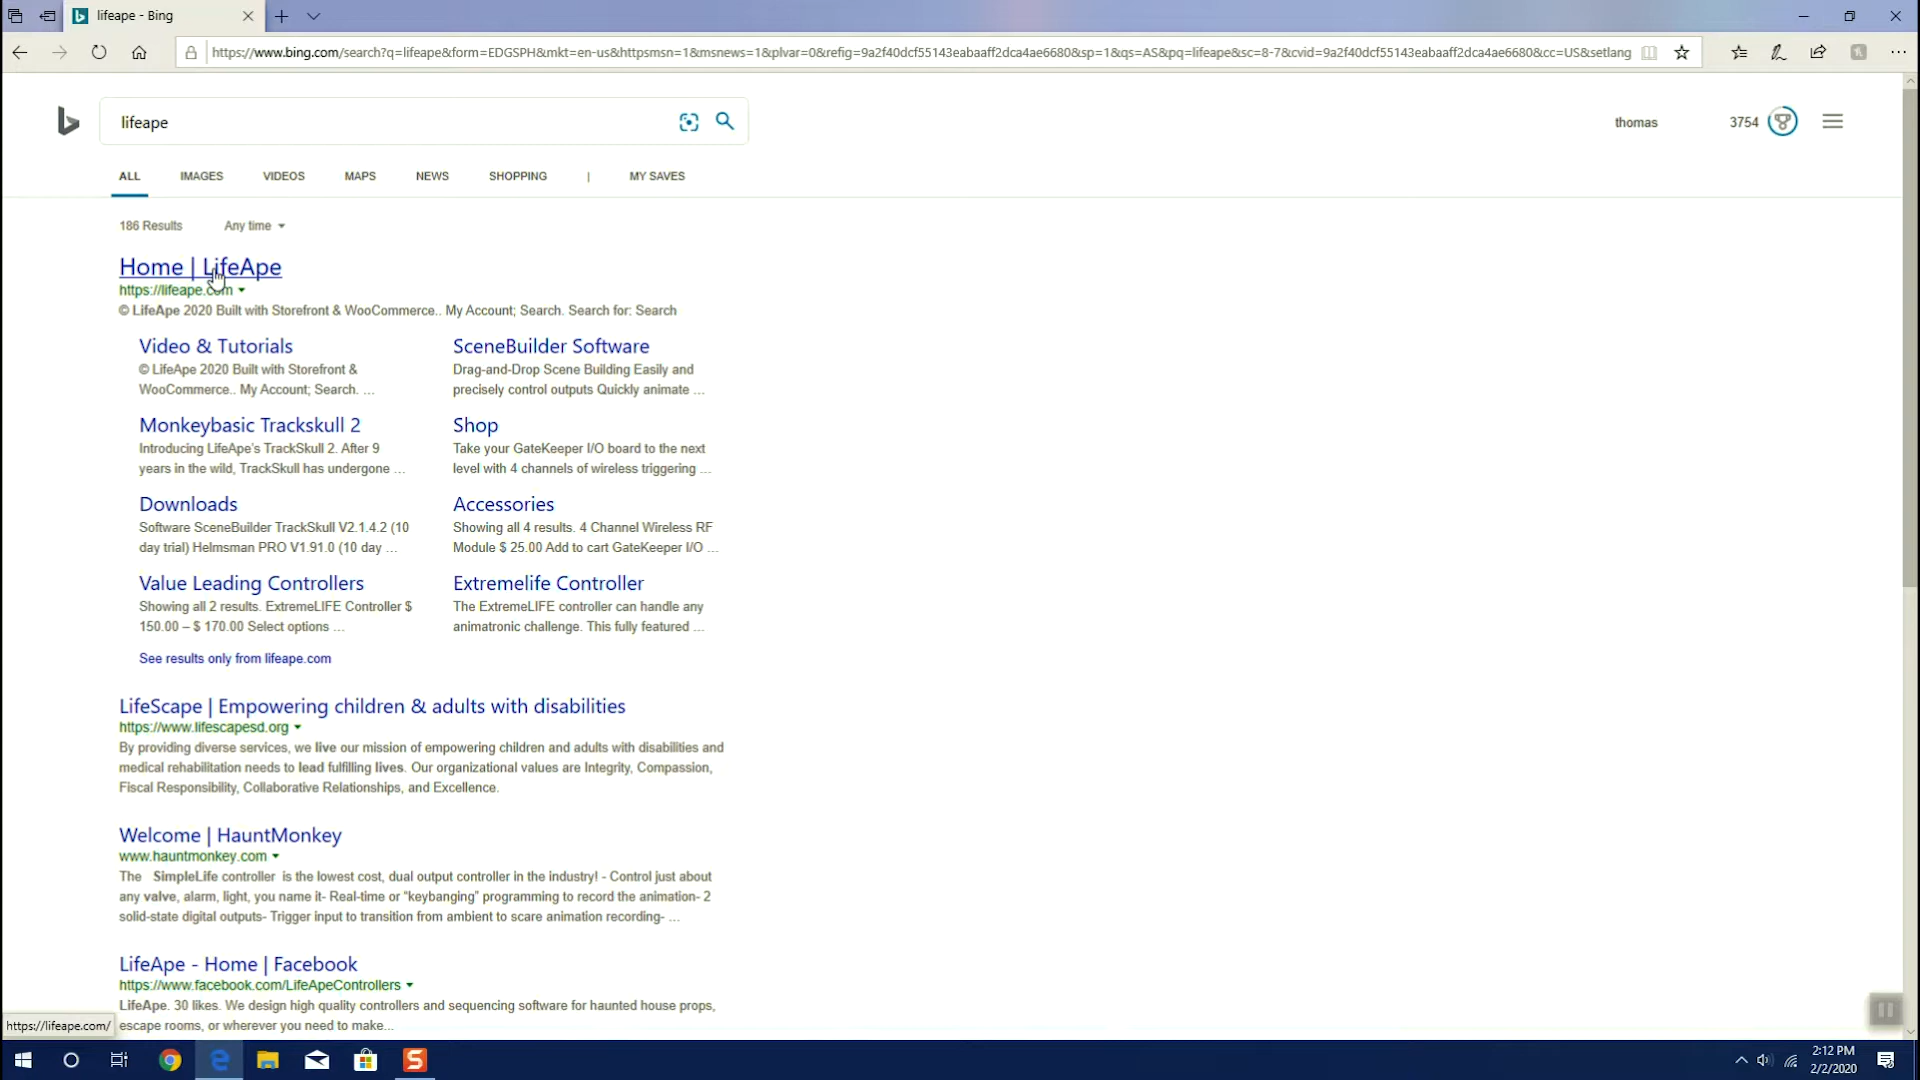 lifeape - Bing
https://www.bing.com/search?q=lifeape&form=EDGSPH&mkt=en-us&httpsmsn=1&msnews=1&plvar=0&refig=9a2f40dcf55143eabaaff2dca4ae6680&sp=1&qs=AS&pq=lifeape&sc=8-7&cvid=9a2f40dcf55143eabaaff2dca4ae6680&cc=US&setlang
lifeape
thomas
3754
ALL IMAGES VIDEOS MAPS NEWS SHOPPING | MY SAVES
186 Results Any time
Home | LifeApe
https://lifeape.com
© LifeApe 2020 Built with Storefront & WooCommerce.. My Account; Search. Search for: Search
Video & Tutorials
© LifeApe 2020 Built with Storefront &
WooCommerce.. My Account; Search. ...
SceneBuilder Software
Drag-and-Drop Scene Building Easily and
precisely control outputs Quickly animate ...
Monkeybasic Trackskull 2
Introducing LifeApe's TrackSkull 2. After 9
years in the wild, TrackSkull has undergone ...
Shop
Take your GateKeeper I/O board to the next
level with 4 channels of wireless triggering ...
Downloads
Software SceneBuilder TrackSkull V2.1.4.2 (10
day trial) Helmsman PRO V1.91.0 (10 day ...
Accessories
Showing all 4 results. 4 Channel Wireless RF
Module $ 25.00 Add to cart GateKeeper I/O ...
Value Leading Controllers
Showing all 2 results. ExtremeLIFE Controller $
150.00 – $ 170.00 Select options ...
Extremelife Controller
The ExtremeLIFE controller can handle any
animatronic challenge. This fully featured ...
See results only from lifeape.com
LifeScape | Empowering children & adults with disabilities
https://www.lifescapesd.org
By providing diverse services, we live our mission of empowering children and adults with disabilities and
medical rehabilitation needs to lead fulfilling lives. Our organizational values are Integrity, Compassion,
Fiscal Responsibility, Collaborative Relationships, and Excellence.
Welcome | HauntMonkey
www.hauntmonkey.com
The SimpleLife controller is the lowest cost, dual output controller in the industry! - Control just about
any valve, alarm, light, you name it- Real-time or “keybanging” programming to record the animation- 2
solid-state digital outputs- Trigger input to transition from ambient to scare animation recording- ...
LifeApe - Home | Facebook
https://www.facebook.com/LifeApeControllers
LifeApe. 30 likes. We design high quality controllers and sequencing software for haunted house props,
escape rooms, or wherever you need to make...
https://lifeape.com/
2:12 PM
2/2/2020